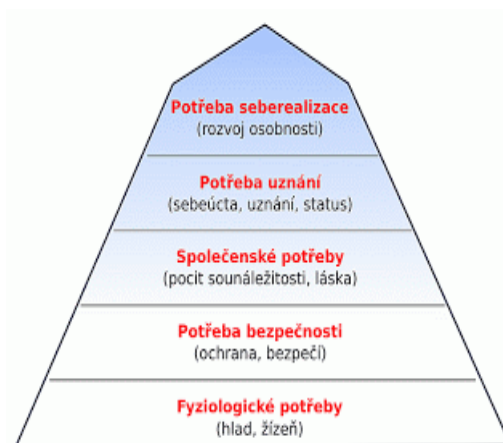 Potřeba seberealizace
(rozvoj osobnosti)
Potřeba uznání
(sebeúcta, uznání, status)
Společenské potřeby
(pocit sounáležitosti, láska)
Potřeba bezpečnosti
(ochrana, bezpečí)
Fyziologické potřeby
(hlad, žízeň)